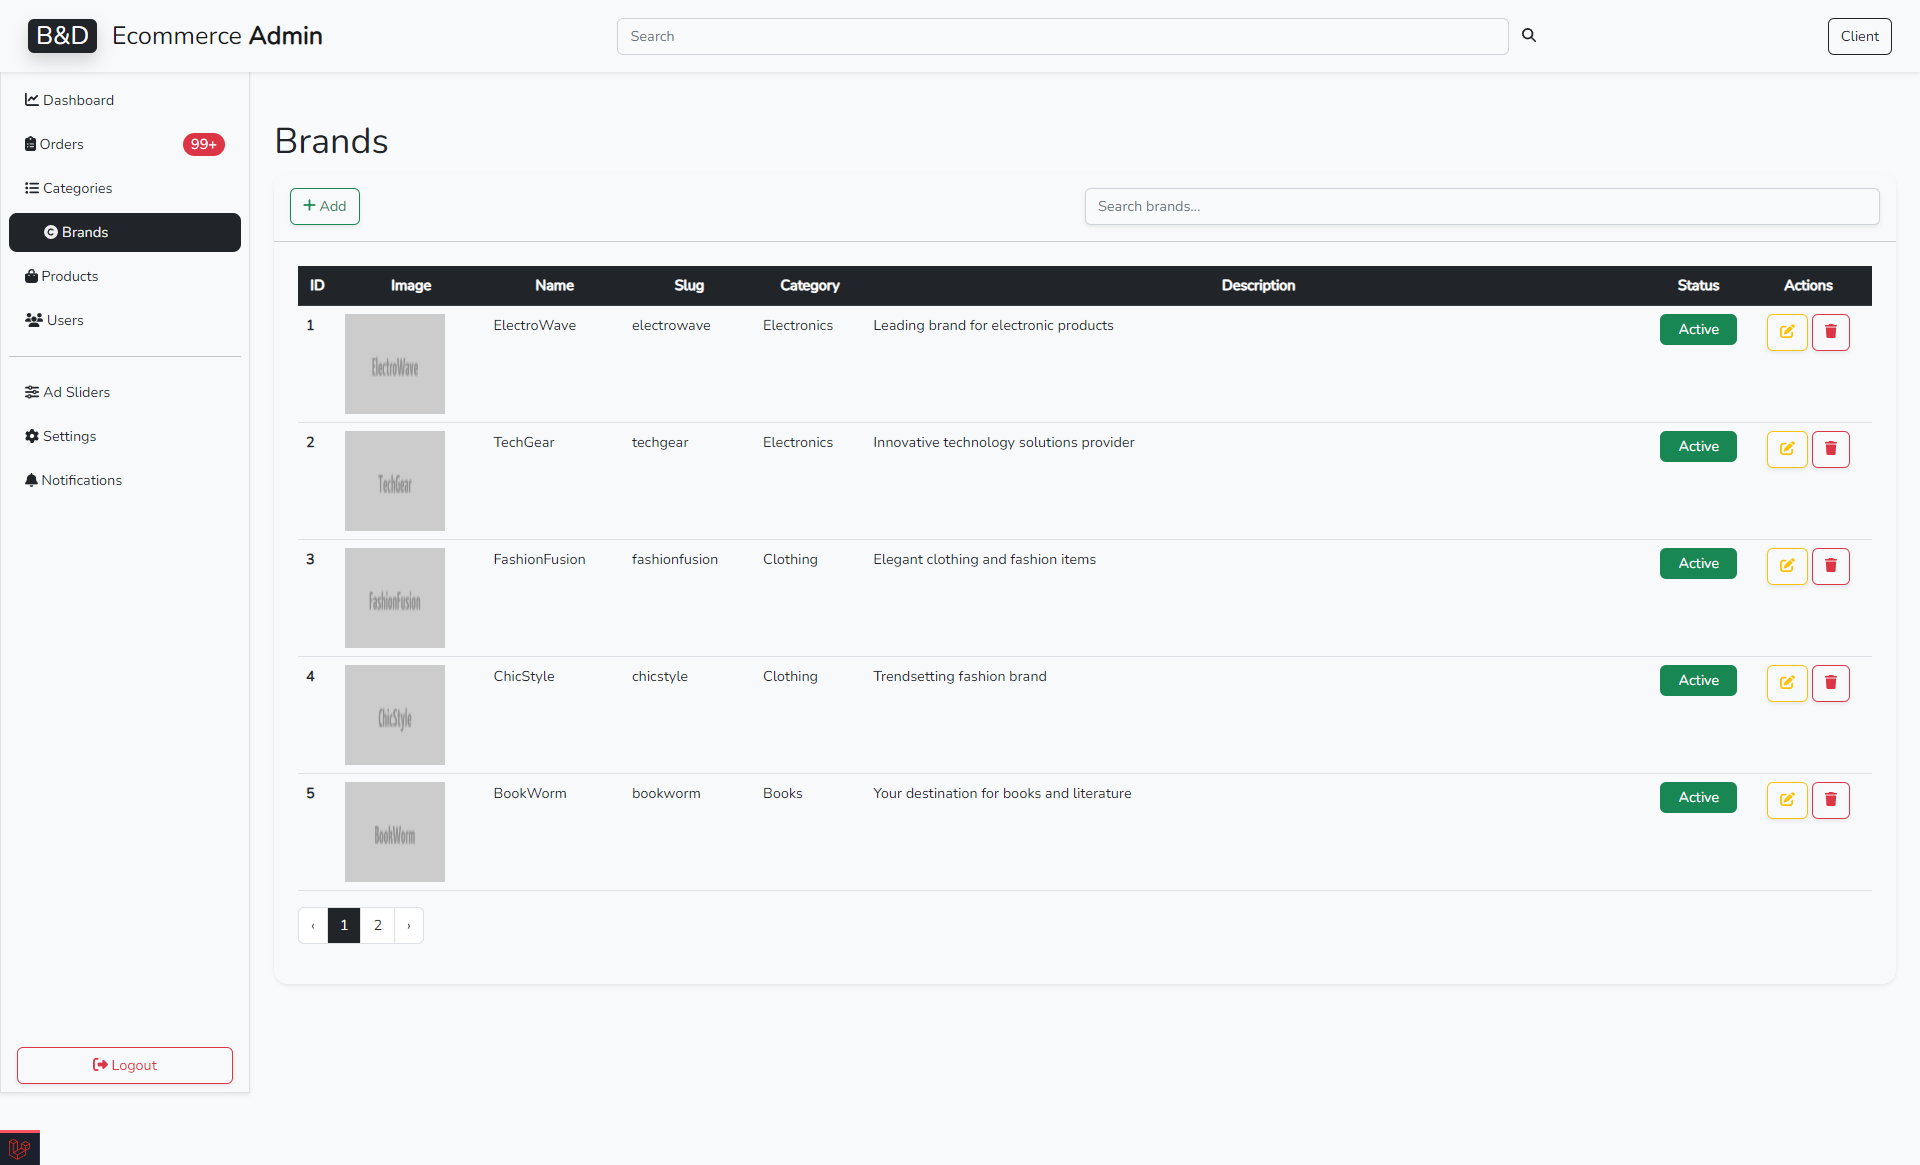 B&D Ecommerce Admin
Search
Client
Dashboard
Orders 99+
Categories
Brands
Products
Users
Ad Sliders
Settings
Notifications
Logout
Brands
+ Add
Search brands...
ID Image Name Slug Category Description Status Actions
1 ElectroWave ElectroWave electrowave Electronics Leading brand for electronic products Active
2 TechGear TechGear techgear Electronics Innovative technology solutions provider Active
3 FashionFusion FashionFusion fashionfusion Clothing Elegant clothing and fashion items Active
4 ChicStyle ChicStyle chicstyle Clothing Trendsetting fashion brand Active
5 BookWorm BookWorm bookworm Books Your destination for books and literature Active
‹ 1 2 ›